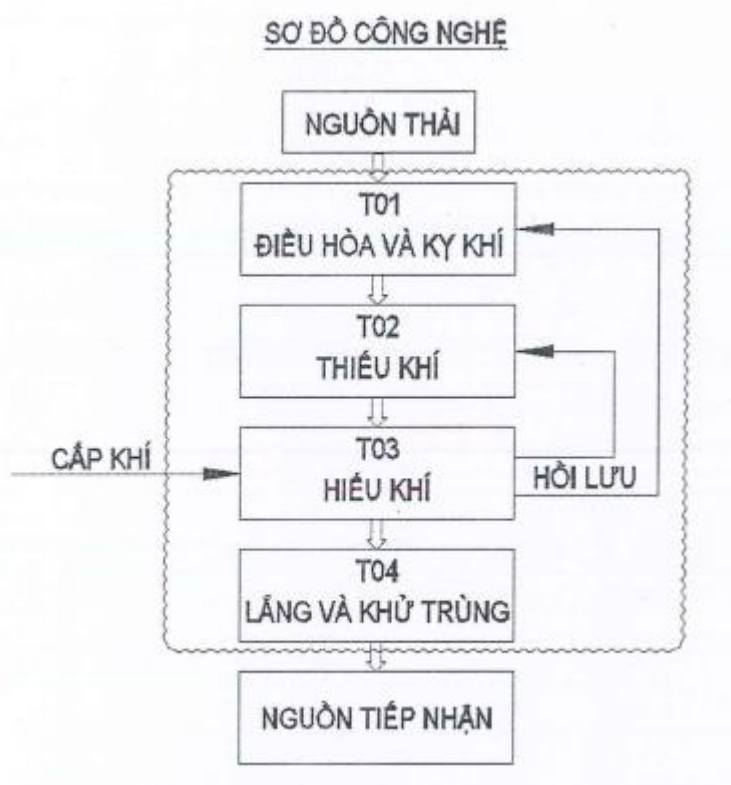 SƠ ĐỒ CÔNG NGHỆ
NGUỒN THẢI
T01
ĐIỀU HÒA VÀ KỴ KHÍ
T02
THIẾU KHÍ
CẤP KHÍ
T03
HIẾU KHÍ
HỒI LƯU
T04
LẮNG VÀ KHỬ TRÙNG
NGUỒN TIẾP NHẬN